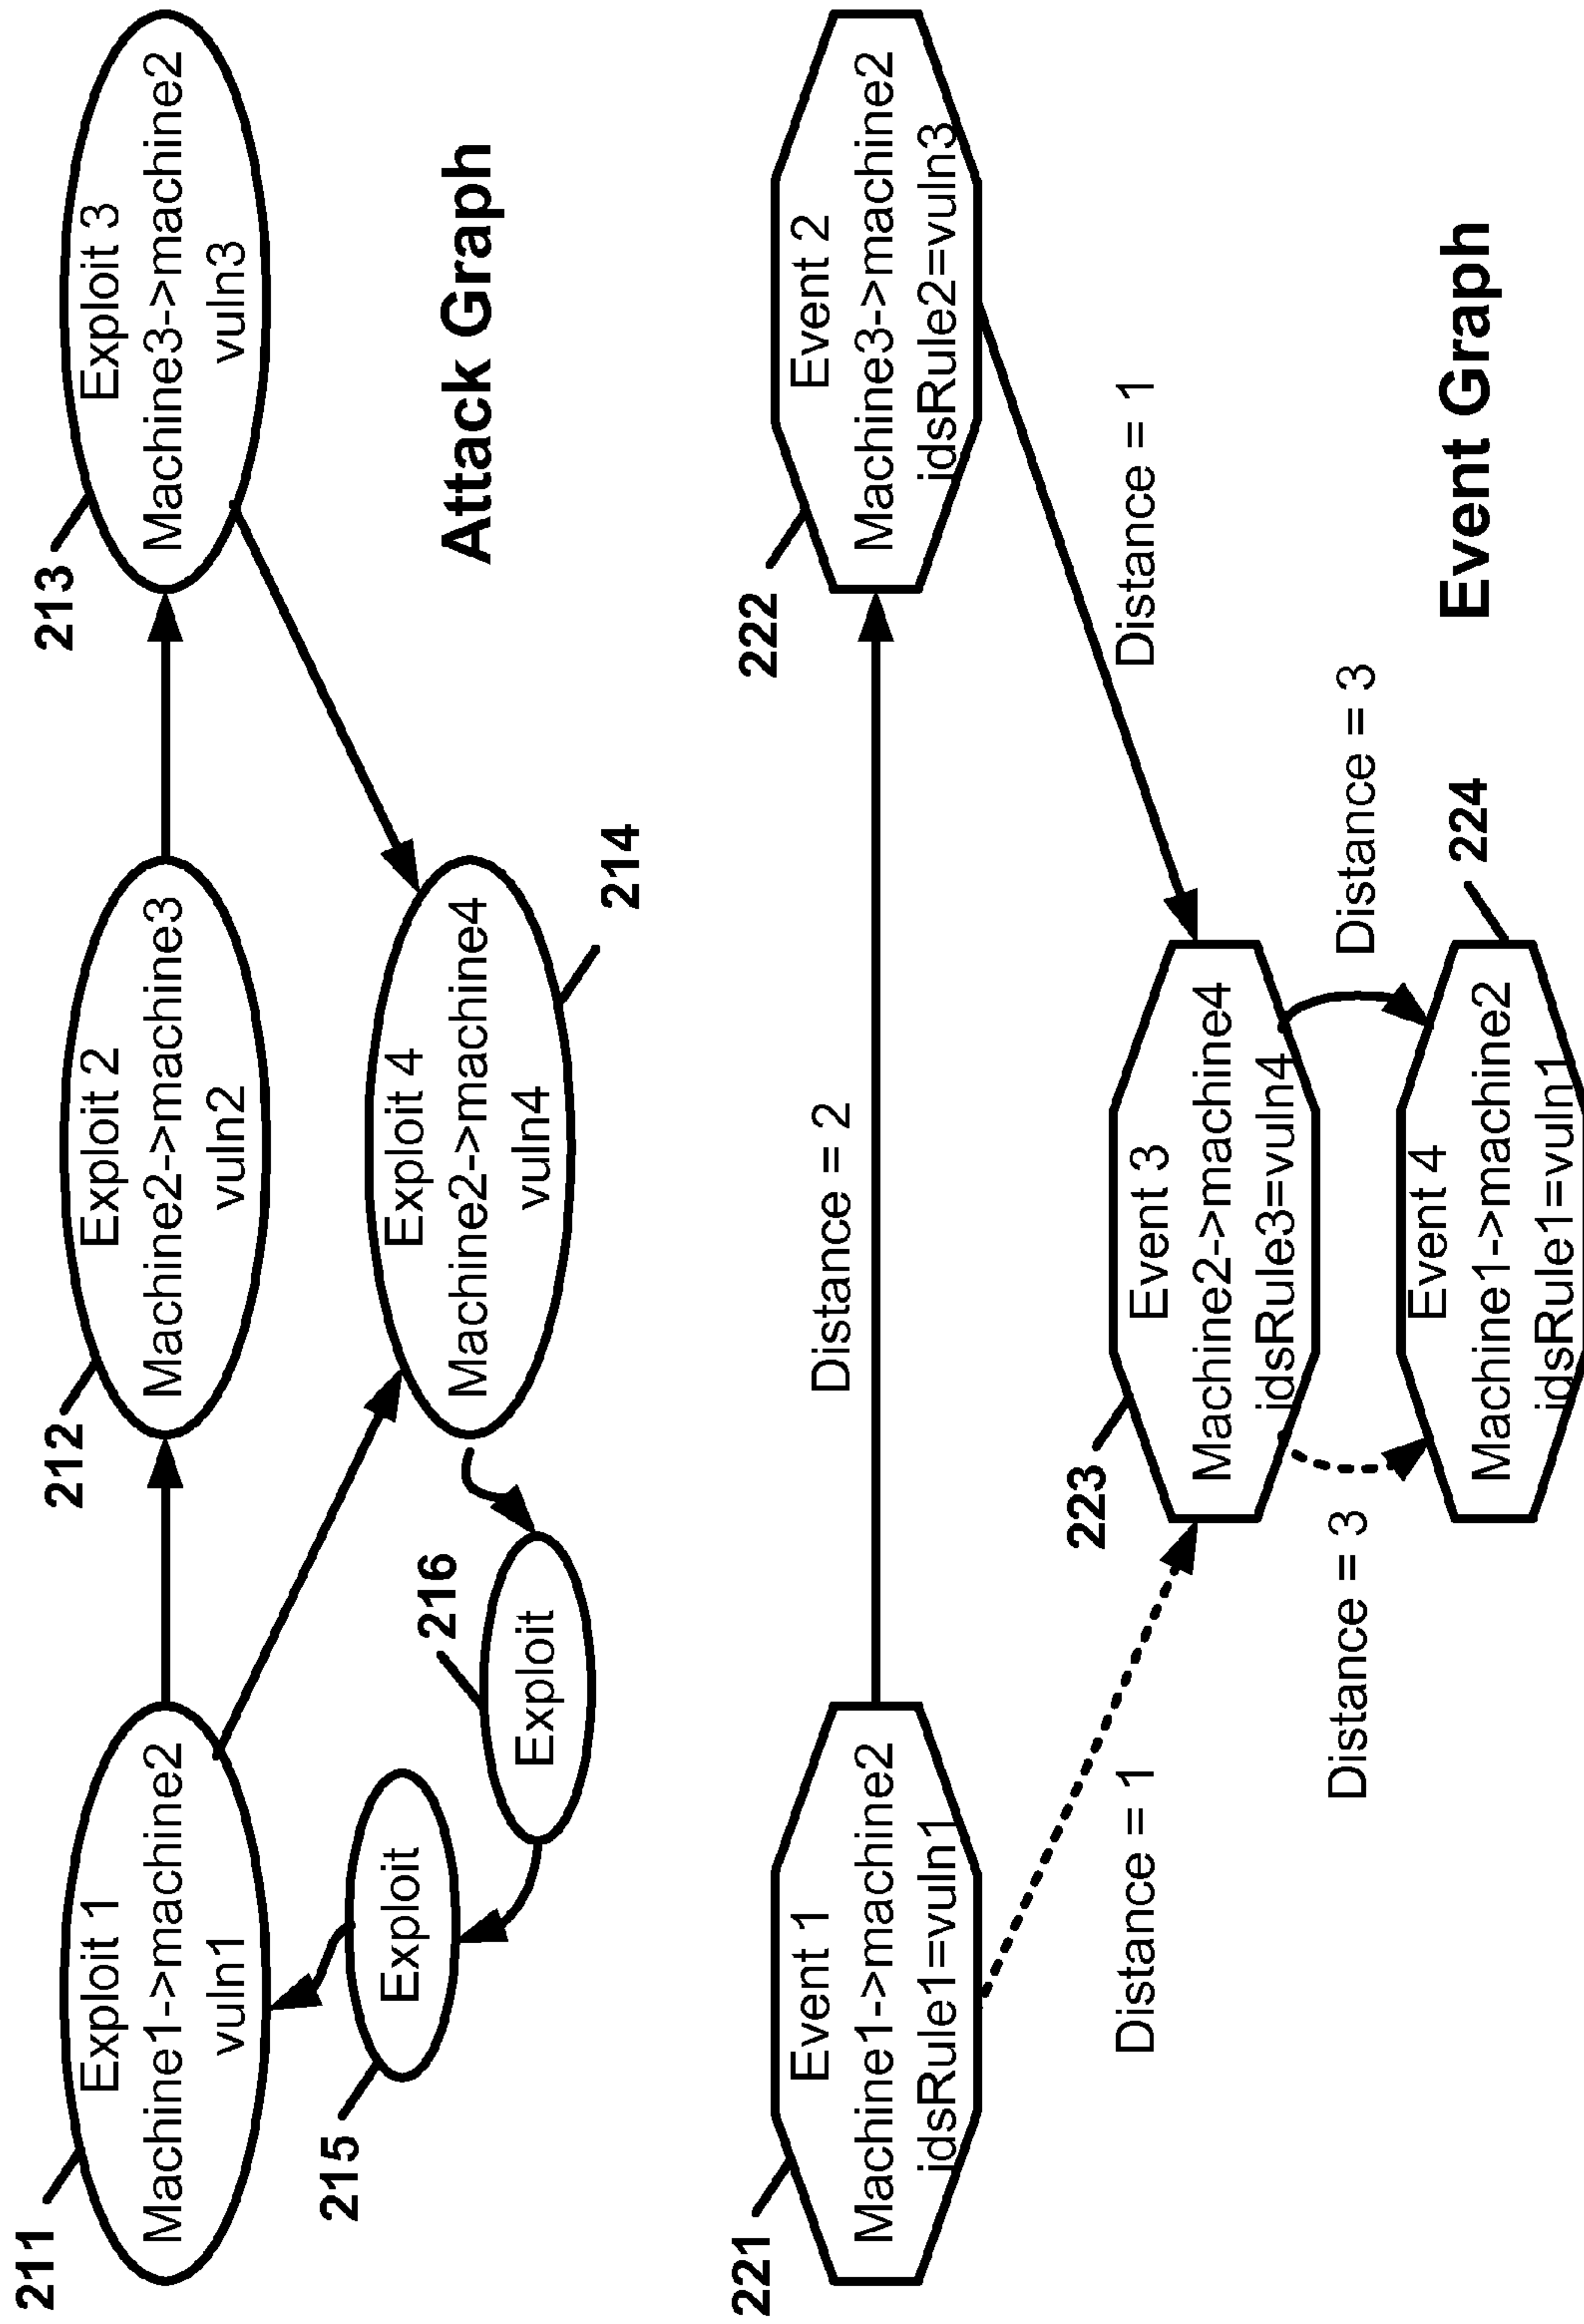 211
Exploit 1
Machine1->machine2
vuln1
212
Exploit 2
Machine2->machine3
vuln2
213
Exploit 3
Machine3->machine2
vuln3
215
Exploit
216
Exploit
Exploit 4
Machine2->machine4
vuln4
214
Attack Graph
221
Event 1
Machine1->machine2
idsRule1=vuln1
Distance = 2
222
Event 2
Machine3->machine2
idsRule2=vuln3
Distance = 1
223
Event 3
Machine2->machine4
idsRule3=vuln4
Distance = 1
Distance = 3
Distance = 3
224
Event 4
Machine1->machine2
idsRule1=vuln1
Event Graph